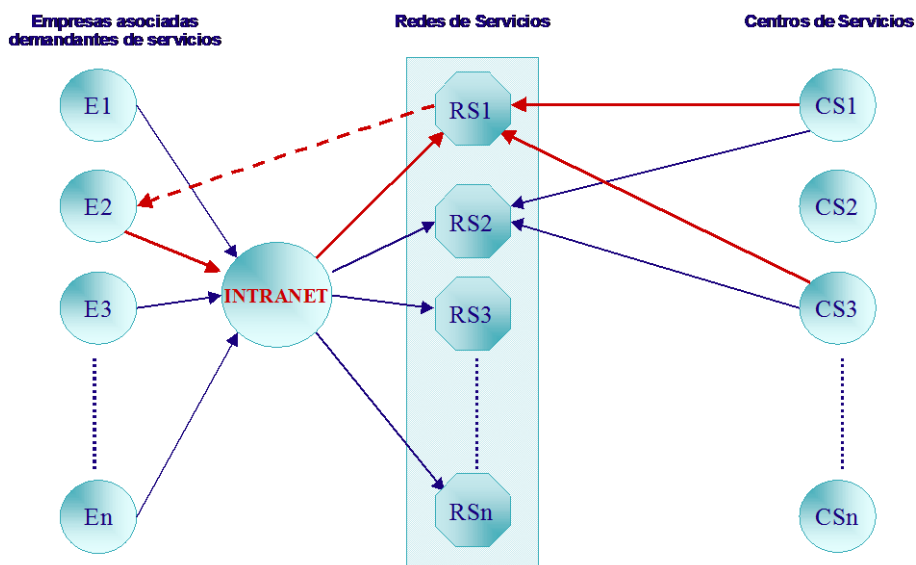 Empresas asociadas
demandantes de servicios
Redes de Servicios
Centros de Servicios
E1
RS1
CS1
E2
RS2
CS2
INTRANET
E3
RS3
CS3
En
RSn
CSn